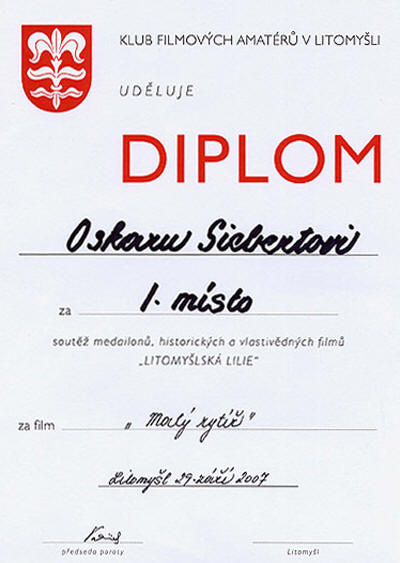 KLUB FILMOVÝCH AMATÉRŮ V LITOMYŠLI
UDĚLUJE
DIPLOM
Oskaru Siebertovi
za 1. místo
soutěž medailonů, historických a vlastivědných filmů
„LITOMYŠLSKÁ LILIE“
za film „Malý rytíř“
Litomyšl 29. září 2007
předseda poroty Litomyšl